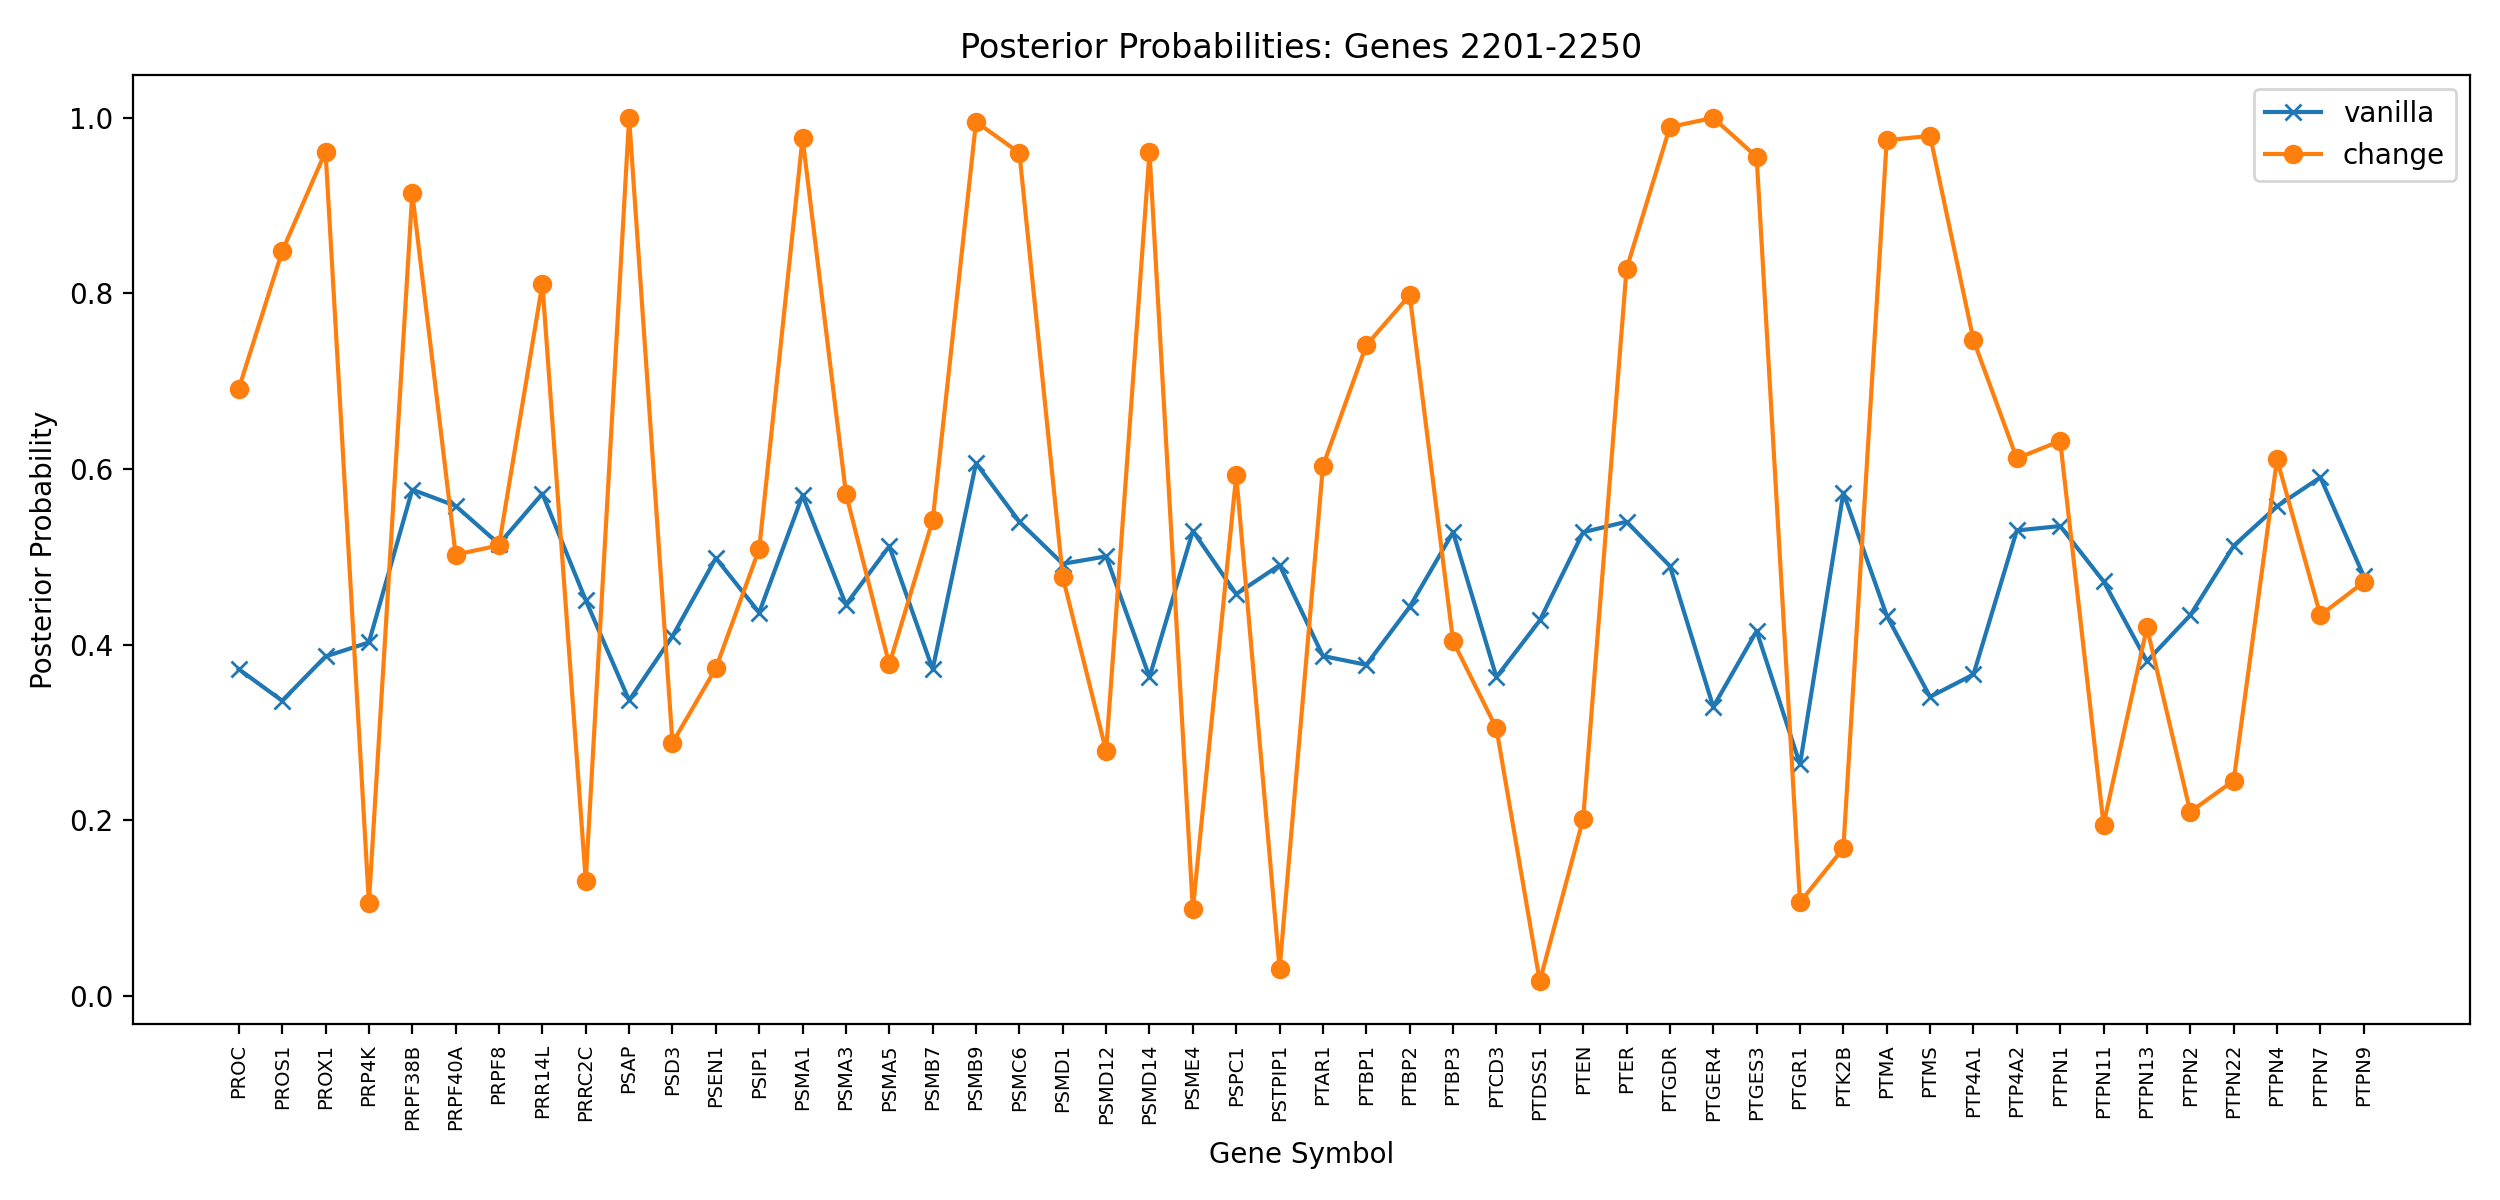 Posterior Probabilities: Genes 2201-2250
vanilla
change
Posterior Probability
1.0
0.8
0.6
0.4
0.2
0.0
PROC
PROS1
PROX1
PRP4K
PRPF38B
PRPF40A
PRPF8
PRR14L
PRRC2C
PSAP
PSD3
PSEN1
PSIP1
PSMA1
PSMA3
PSMA5
PSMB7
PSMB9
PSMC6
PSMD1
PSMD12
PSMD14
PSME4
PSPC1
PSTPIP1
PTAR1
PTBP1
PTBP2
PTBP3
PTCD3
PTDSS1
PTEN
PTER
PTGDR
PTGER4
PTGES3
PTGR1
PTK2B
PTMA
PTMS
PTP4A1
PTP4A2
PTPN1
PTPN11
PTPN13
PTPN2
PTPN22
PTPN4
PTPN7
PTPN9
Gene Symbol